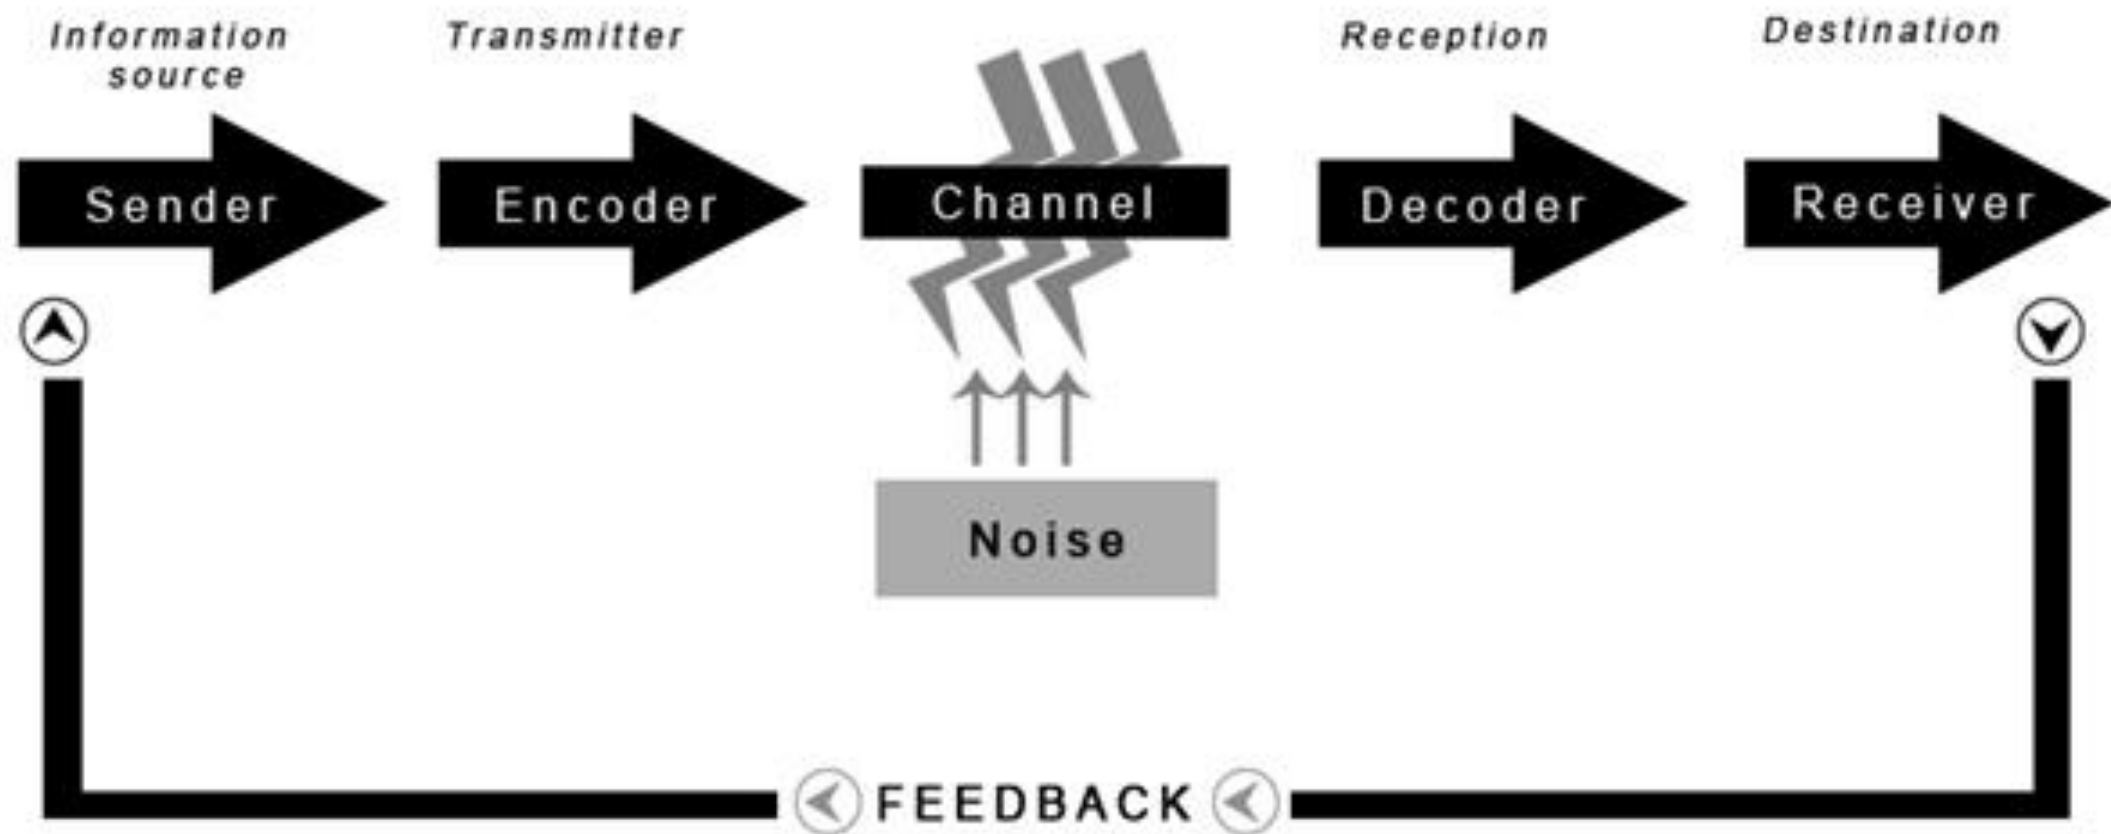 Information
source
Transmitter
Reception
Destination
Sender
Encoder
Channel
Decoder
Receiver
Noise
FEEDBACK